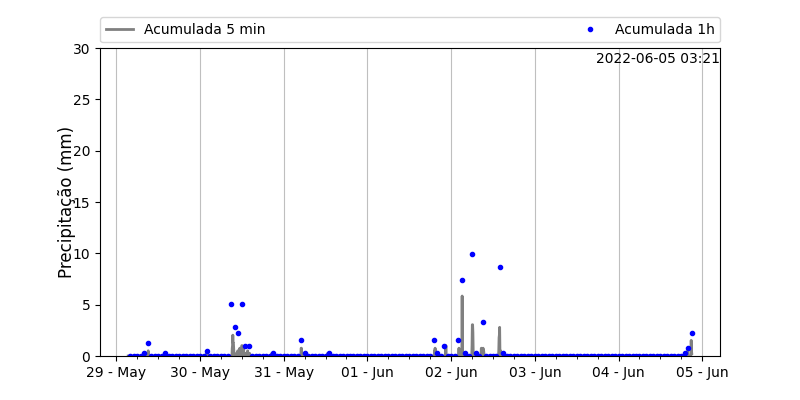 Acumulada 5 min
Acumulada 1h
2022-06-05 03:21
Precipitação (mm)
30
25
20
15
10
5
0
29 - May 30 - May 31 - May 01 - Jun 02 - Jun 03 - Jun 04 - Jun 05 - Jun